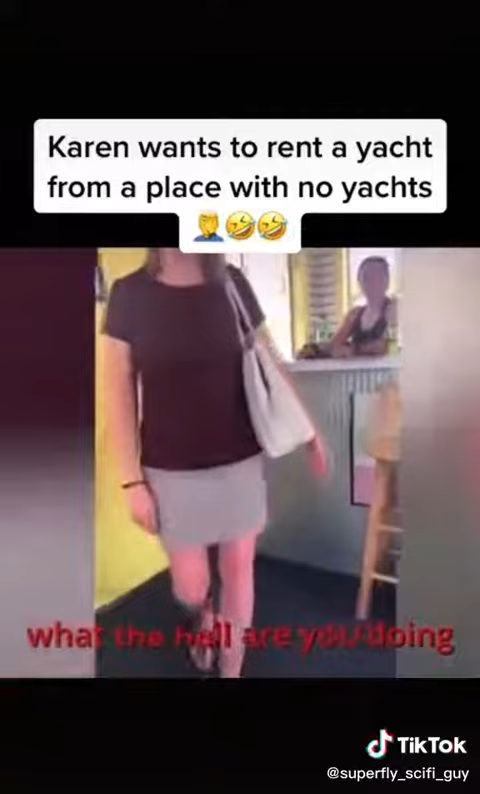 Karen wants to rent a yacht
from a place with no yachts
🤦‍♂️🤣🤣
what the hell are you doing
TikTok
@superfly_scifi_guy